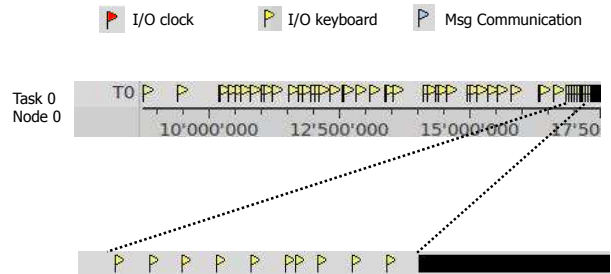 I/O clock I/O keyboard Msg Communication
Task 0 T0
Node 0
10'000'000 12'500'000 15'000'000 17'50